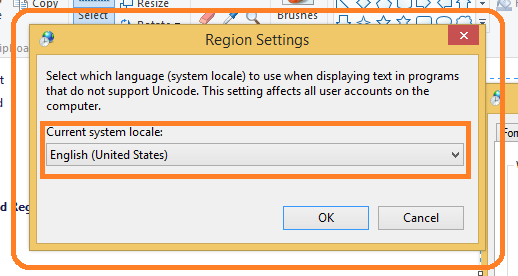 Copy
Resize
Select
Rotate
Brushes
Shapes
Region Settings
Select which language (system locale) to use when displaying text in programs
that do not support Unicode. This setting affects all user accounts on the
computer.
Current system locale:
English (United States)
OK
Cancel